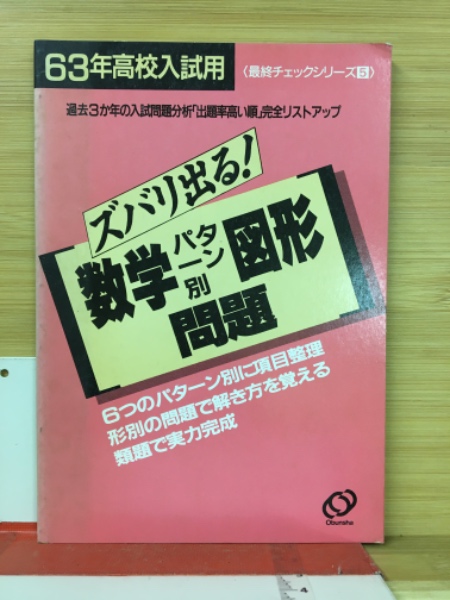 63年高校入試用
〈最終チェックシリーズ5〉
過去3か年の入試問題分析「出題率高い順」完全リストアップ
ズバリ出る!
数学パターン別図形
問題
6つのパターン別に項目整理
形別の問題で解き方を覚える
類題で実力完成
Obunsha